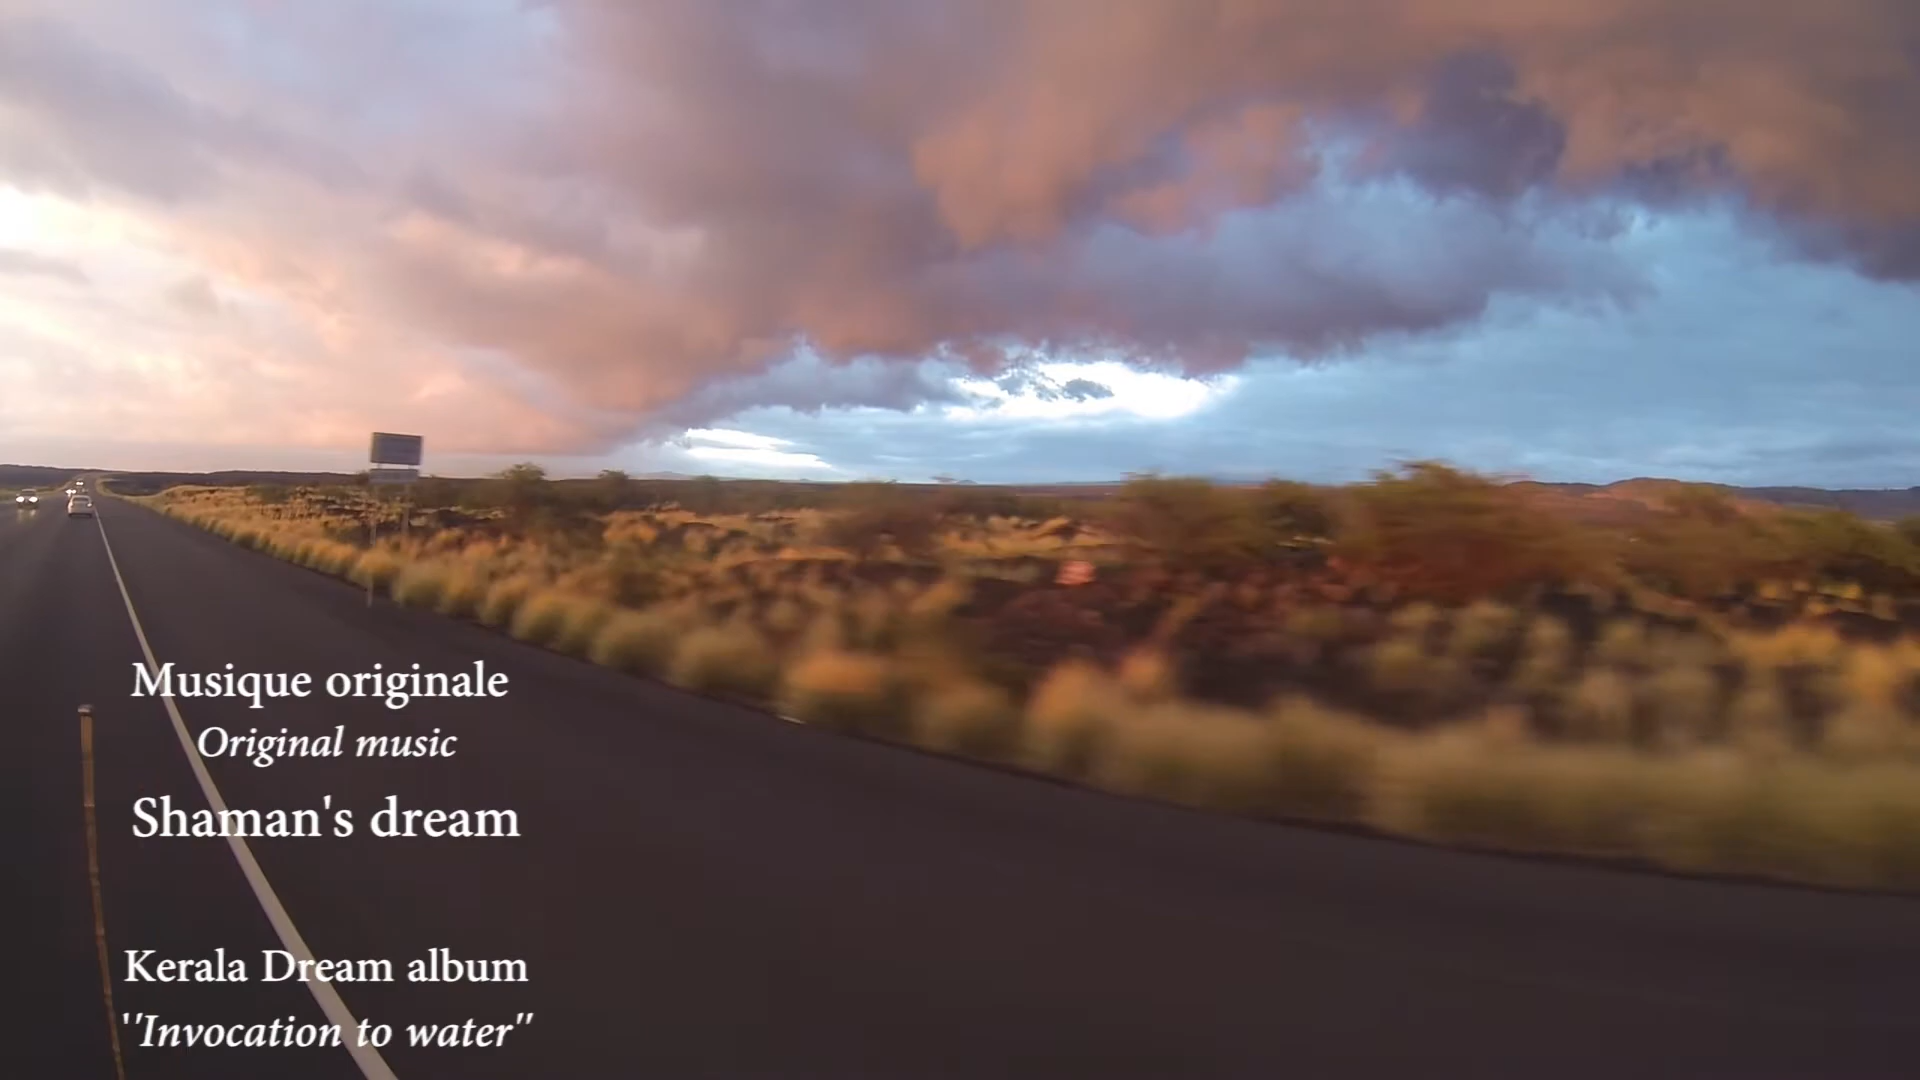 Musique originale
Original music
Shaman's dream
Kerala Dream album
''Invocation to water''